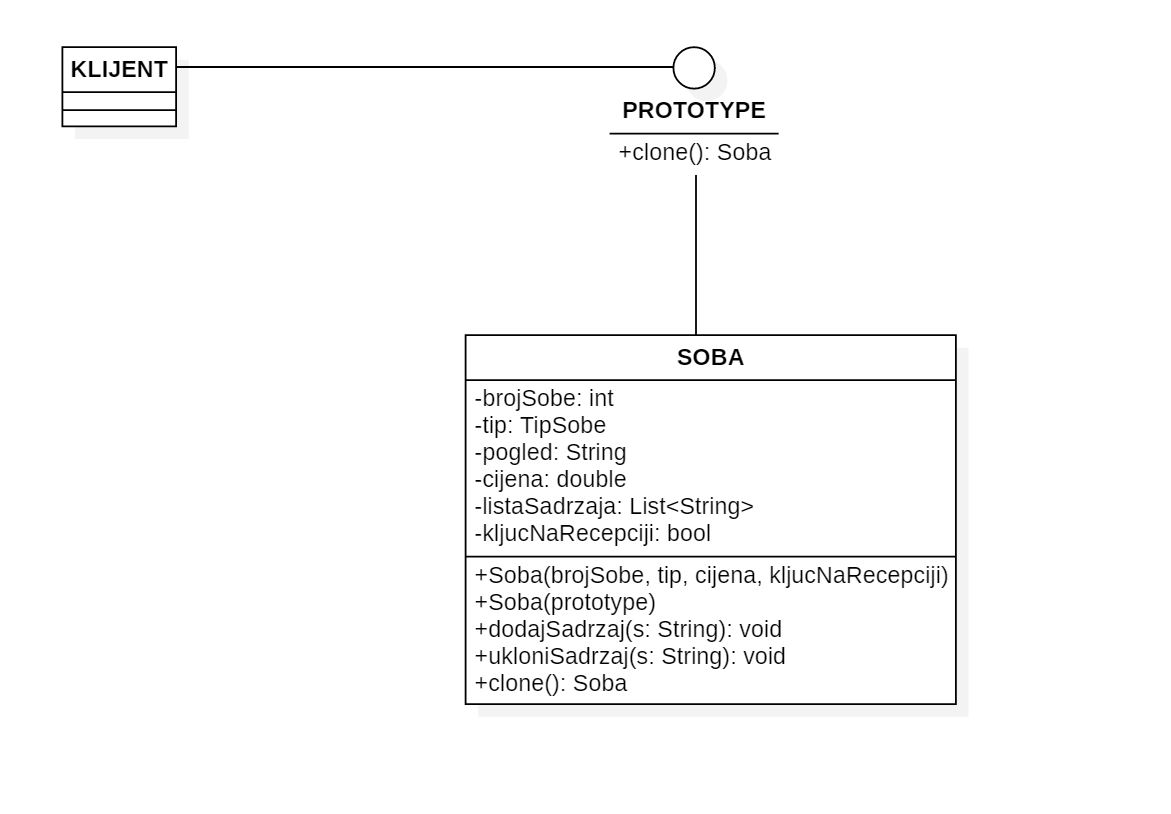 KLIJENT
PROTOTYPE
+clone(): Soba
SOBA
-brojSobe: int
-tip: TipSobe
-pogled: String
-cijena: double
-listaSadrzaja: List<String>
-kljucNaRecepciji: bool
+Soba(brojSobe, tip, cijena, kljucNaRecepciji)
+Soba(prototype)
+dodajSadrzaj(s: String): void
+ukloniSadrzaj(s: String): void
+clone(): Soba